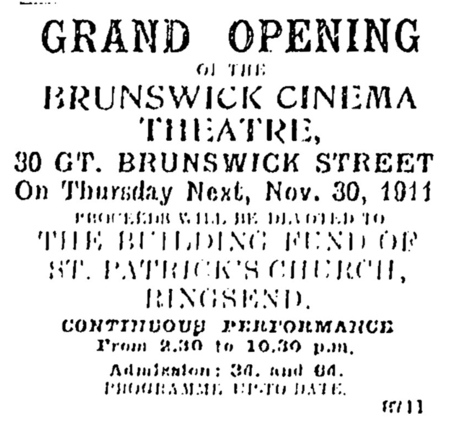 GRAND OPENING
OF THE
BRUNSWICK CINEMA
THEATRE,
30 GT. BRUNSWICK STREET
On Thursday Next, Nov. 30, 1911
PROCEEDS WILL BE DEVOTED TO
THE BUILDING FUND OF
ST. PATRICK'S CHURCH,
RINGSEND.
CONTINUOUS PERFORMANCE
From 2.30 to 10.30 p.m.
Admission: 3d. and 6d.
PROGRAMME UP-TO DATE.